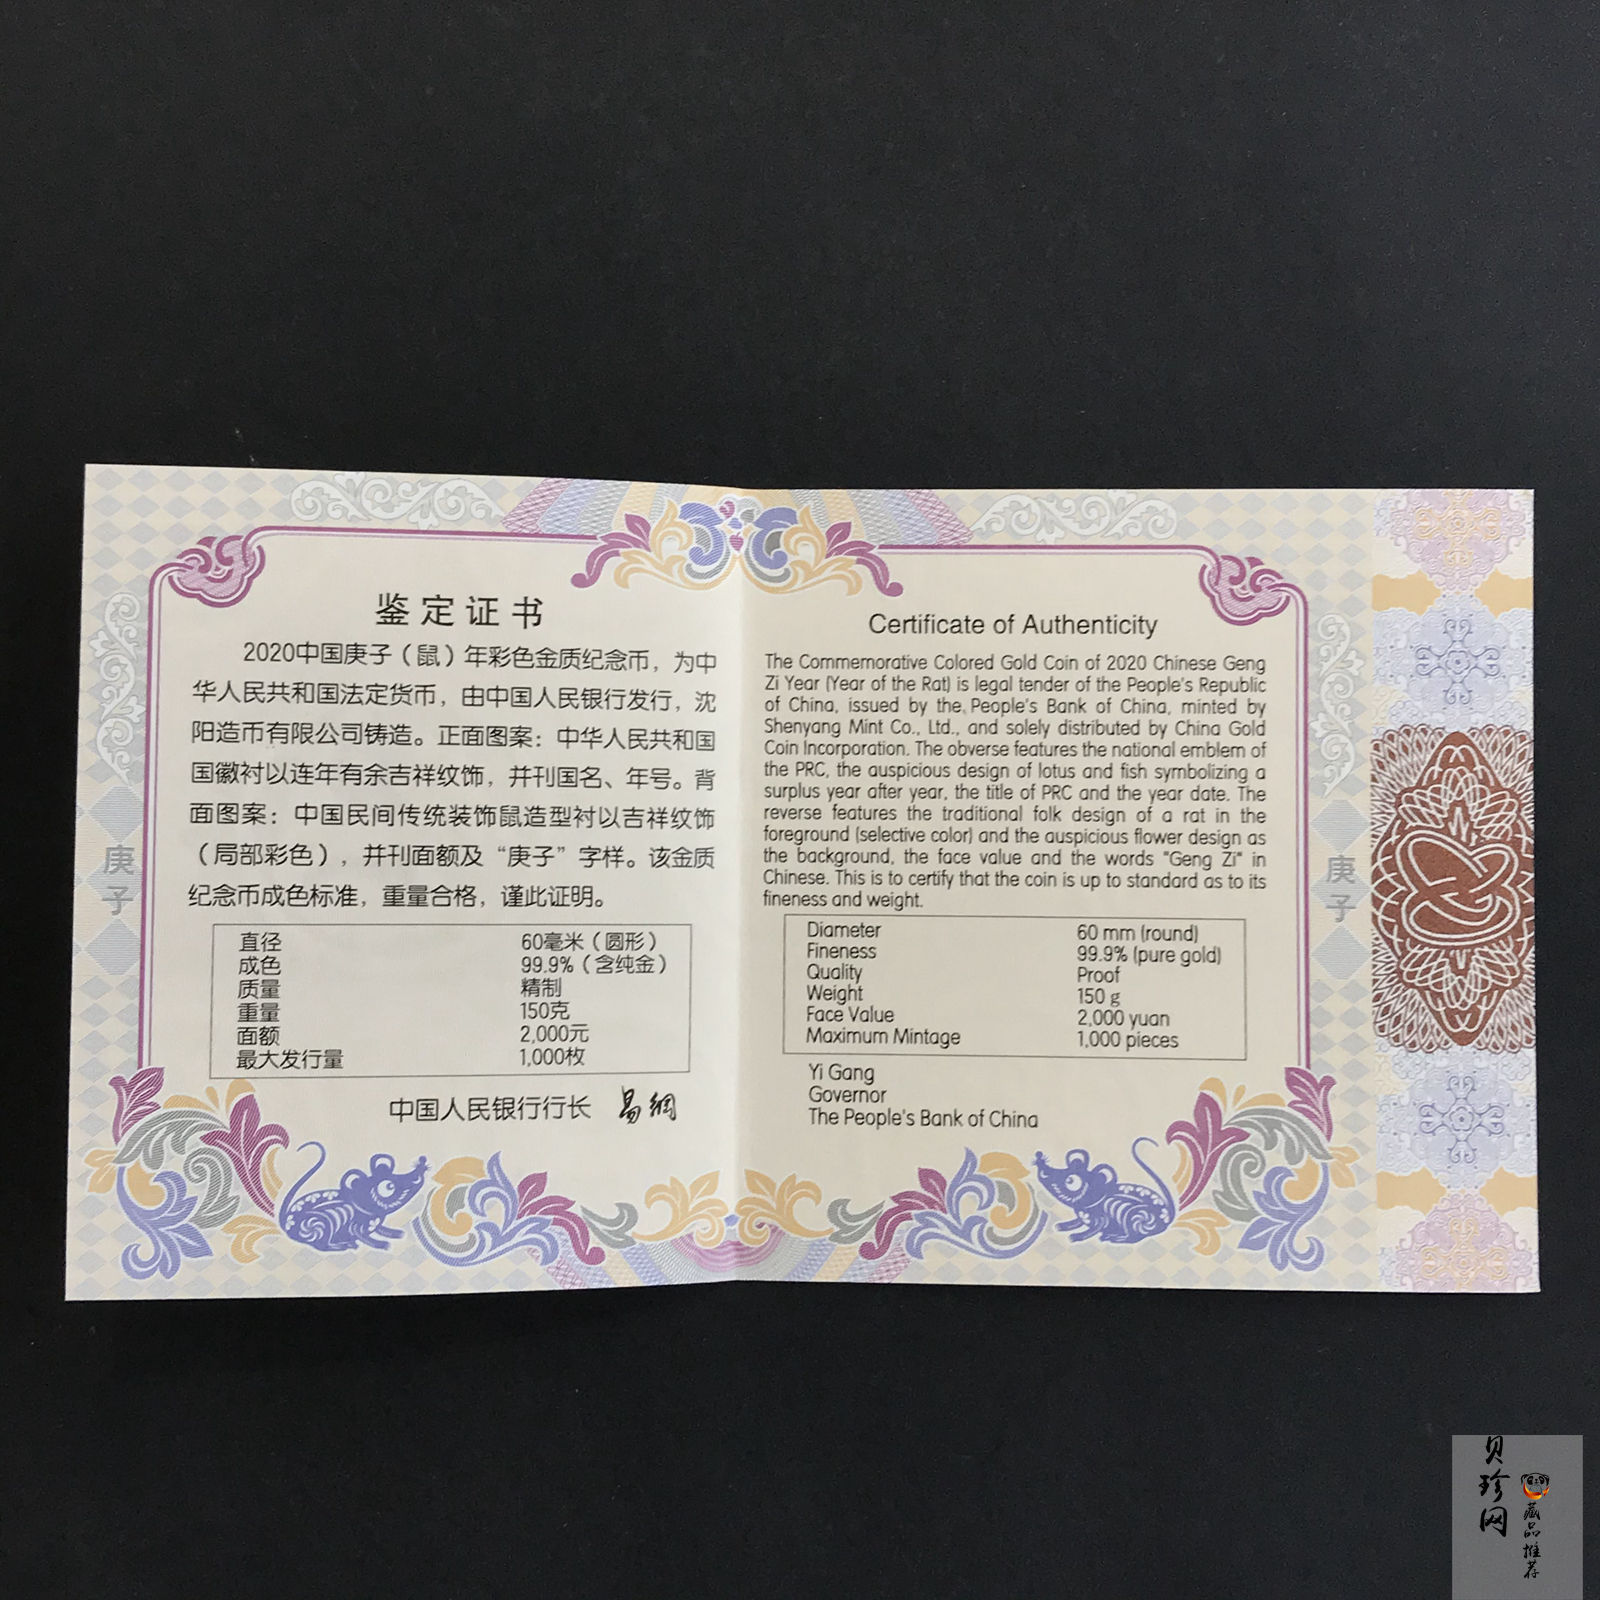 鉴定证书
2020中国庚子（鼠）年彩色金质纪念币，为中
华人民共和国法定货币，由中国人民银行发行，沈
阳造币有限公司铸造。正面图案：中华人民共和国
国徽衬以连年有余吉祥纹饰，并刊国名、年号。背
面图案：中国民间传统装饰鼠造型衬以吉祥纹饰
（局部彩色），并刊面额及“庚子”字样。该金质
纪念币成色标准，重量合格，谨此证明。
直径 60毫米（圆形）
成色 99.9%（含纯金）
质量 精制
重量 150克
面额 2,000元
最大发行量 1,000枚
中国人民银行行长 易纲
庚子
Certificate of Authenticity
The Commemorative Colored Gold Coin of 2020 Chinese Geng
Zi Year (Year of the Rat) is legal tender of the People's Republic
of China, issued by the People's Bank of China, minted by
Shenyang Mint Co., Ltd., and solely distributed by China Gold
Coin Incorporation. The obverse features the national emblem of
the PRC, the auspicious design of lotus and fish symbolizing a
surplus year after year, the title of PRC and the year date. The
reverse features the traditional folk design of a rat in the
foreground (selective color) and the auspicious flower design as
the background, the face value and the words "Geng Zi" in
Chinese. This is to certify that the coin is up to standard as to its
fineness and weight.
Diameter 60 mm (round)
Fineness 99.9% (pure gold)
Quality Proof
Weight 150 g
Face Value 2,000 yuan
Maximum Mintage 1,000 pieces
Yi Gang
Governor
The People's Bank of China
庚子
贝珍网
藏品推荐